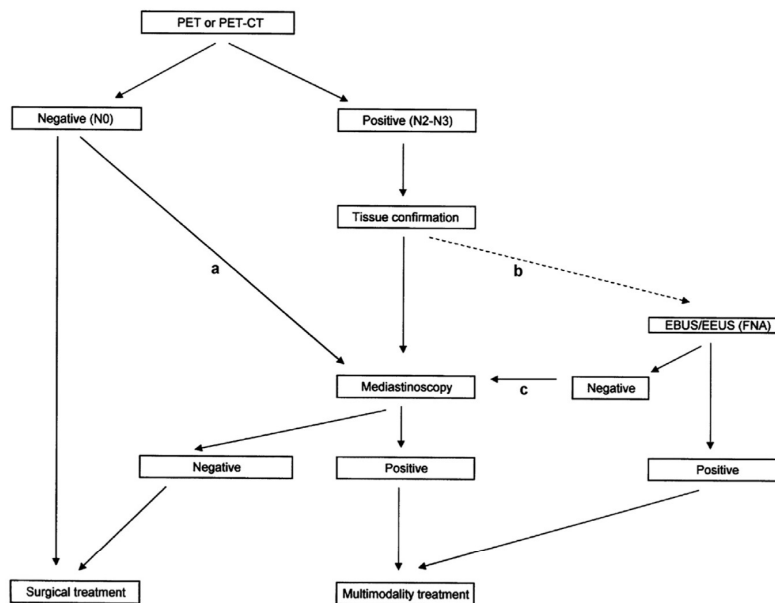 PET or PET-CT
Negative (N0)
Positive (N2-N3)
Tissue confirmation
a
b
EBUS/EEUS (FNA)
Mediastinoscopy
c
Negative
Negative
Positive
Positive
Surgical treatment
Multimodality treatment